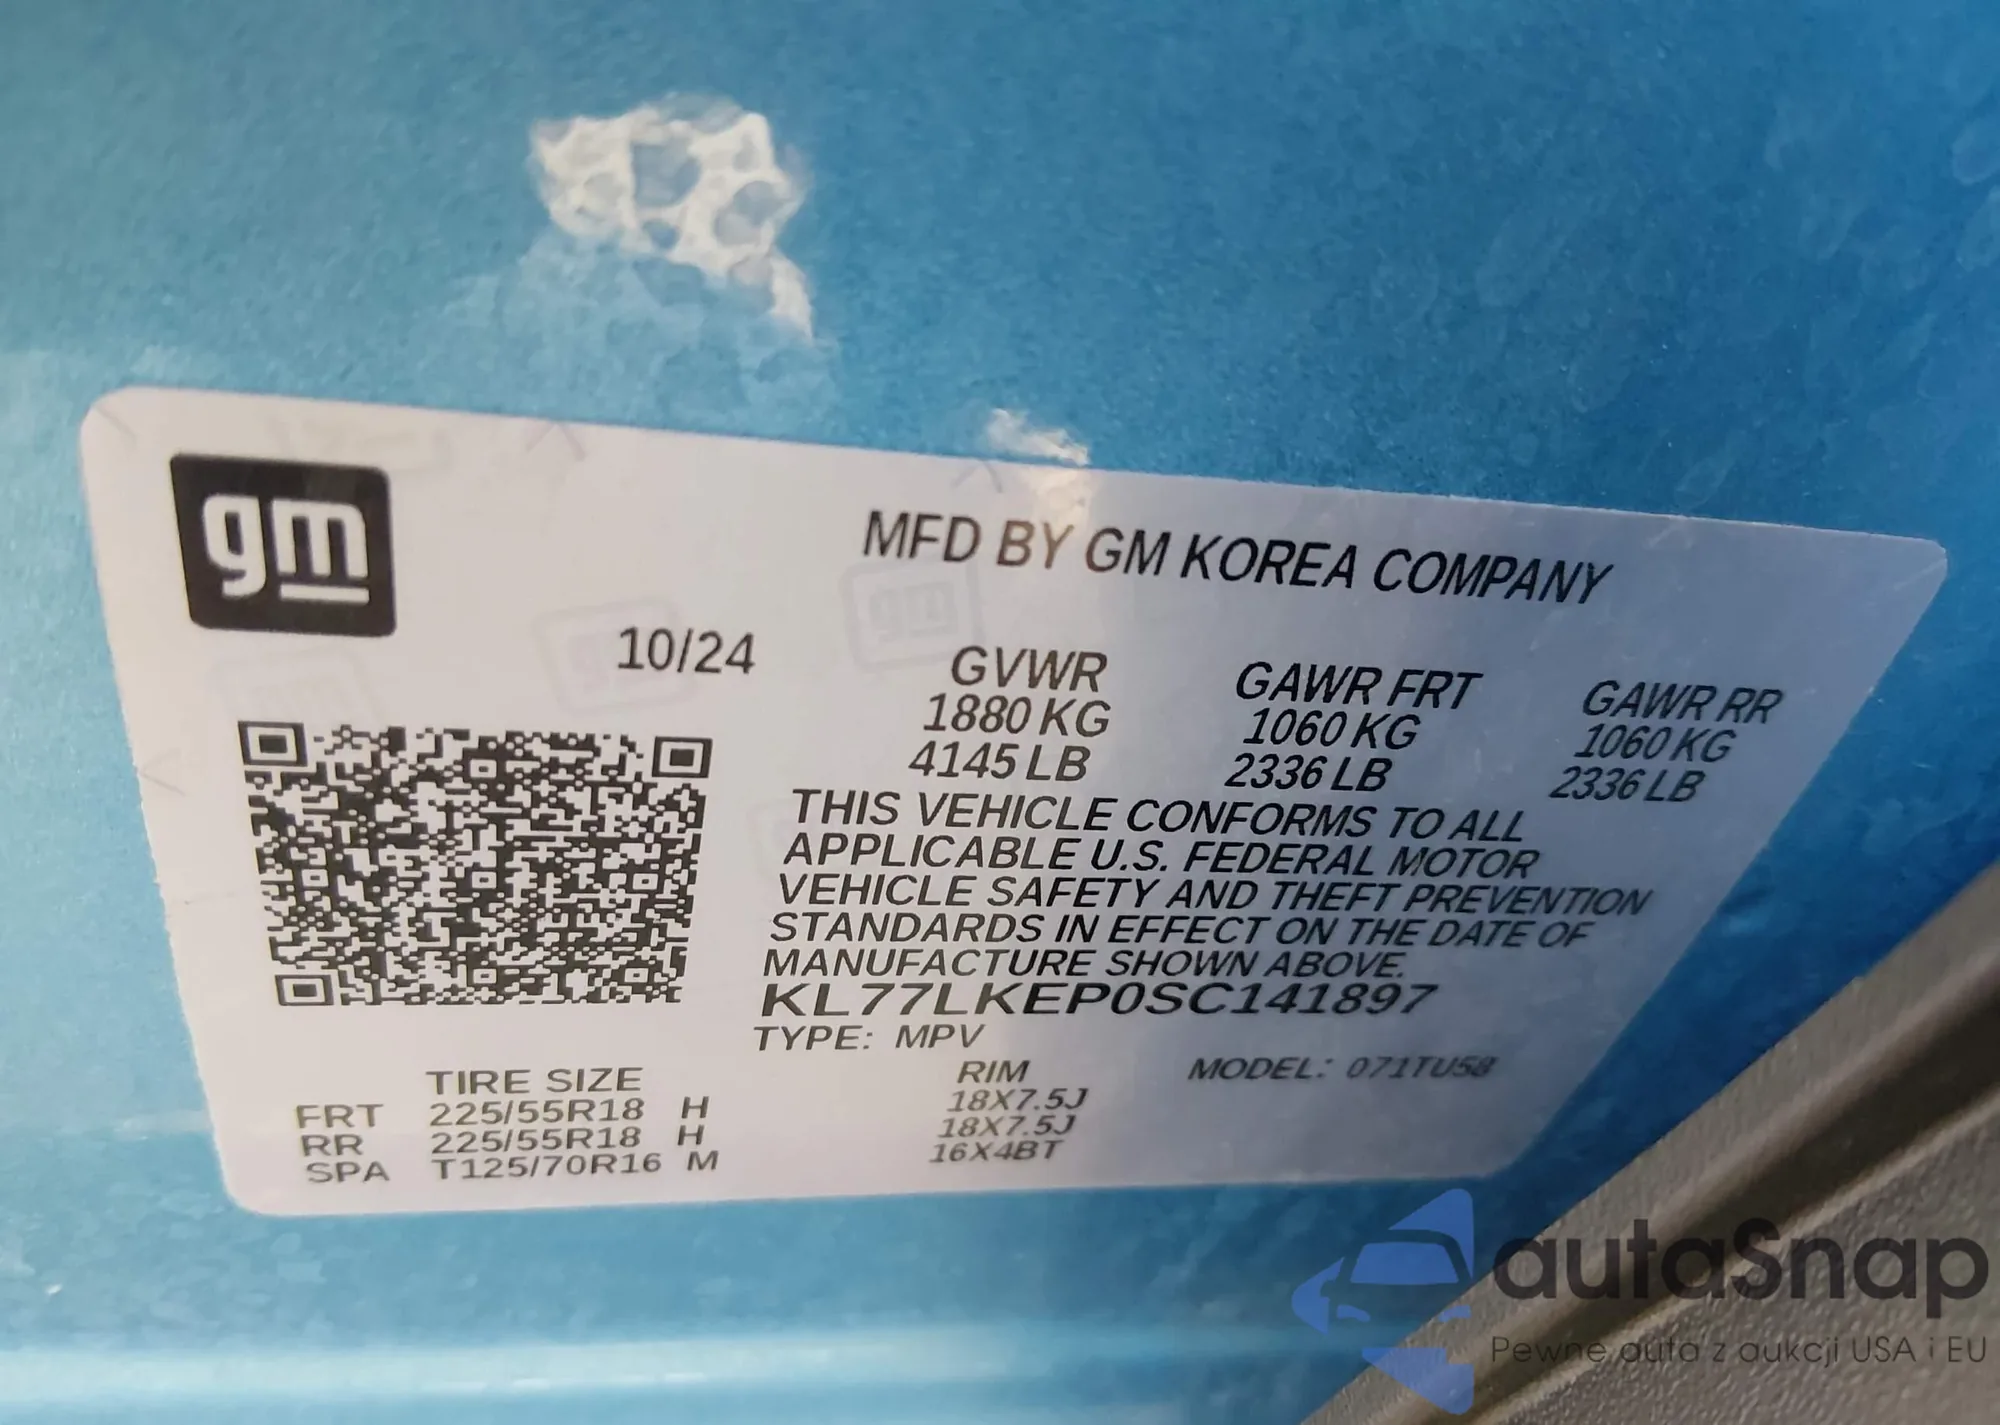 gm
MFD BY GM KOREA COMPANY
10/24
GVWR GAWR FRT GAWR RR
1880 KG 1060 KG 1060 KG
4145 LB 2336 LB 2336 LB
THIS VEHICLE CONFORMS TO ALL
APPLICABLE U.S. FEDERAL MOTOR
VEHICLE SAFETY AND THEFT PREVENTION
STANDARDS IN EFFECT ON THE DATE OF
MANUFACTURE SHOWN ABOVE.
KL77LKEP0SC141897
TYPE: MPV MODEL: 071TU58
TIRE SIZE RIM
FRT 225/55R18 H 18X7.5J
RR 225/55R18 H 18X7.5J
SPA T125/70R16 M 16X4BT
autaSnap
Pewne auta z aukcji USA i EU